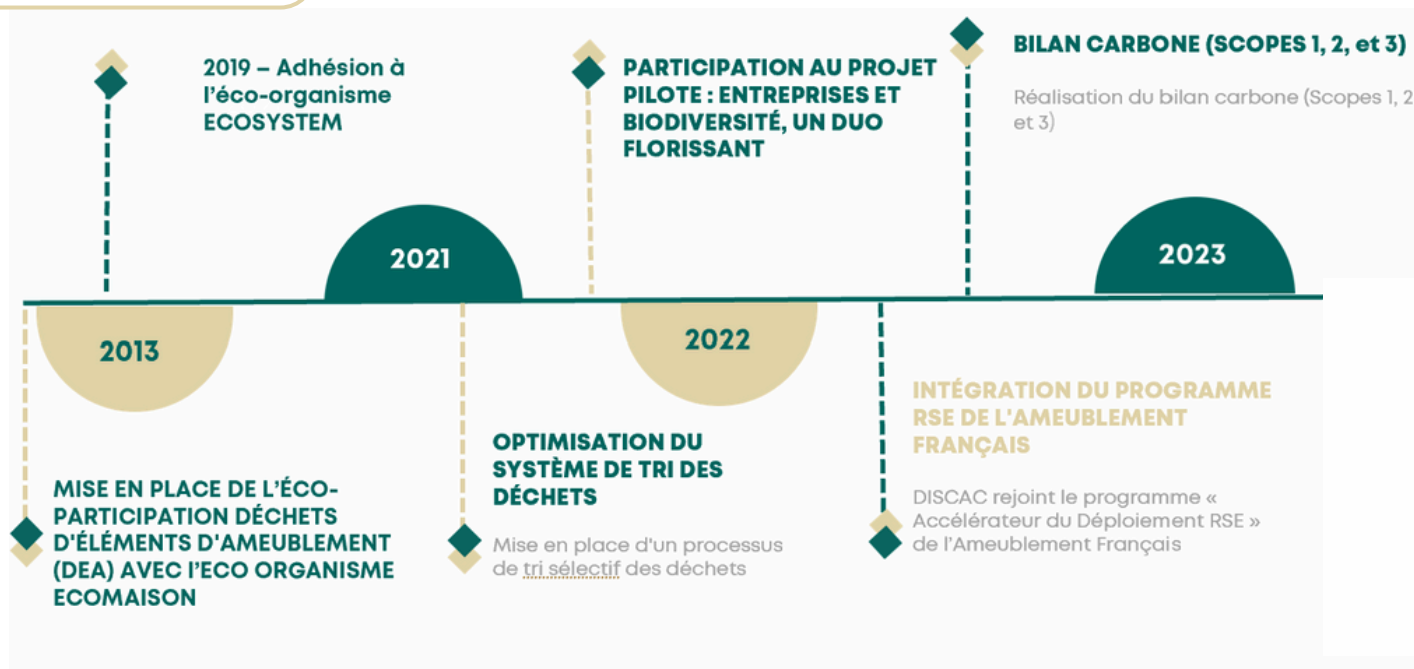 2019 – Adhésion à
l'éco-organisme
ECOSYSTEM
PARTICIPATION AU PROJET
PILOTE : ENTREPRISES ET
BIODIVERSITÉ, UN DUO
FLORISSANT
BILAN CARBONE (SCOPES 1, 2, et 3)
Réalisation du bilan carbone (Scopes 1, 2
et 3)
2021
2023
2013
2022
MISE EN PLACE DE L'ÉCO-
PARTICIPATION DÉCHETS
D'ÉLÉMENTS D'AMEUBLEMENT
(DEA) AVEC l'ECO ORGANISME
ECOMAISON
OPTIMISATION DU
SYSTÈME DE TRI DES
DÉCHETS
Mise en place d'un processus
de tri sélectif des déchets
INTÉGRATION DU PROGRAMME
RSE DE L'AMEUBLEMENT
FRANÇAIS
DISCAC rejoint le programme «
Accélérateur du Déploiement RSE »
de l'Ameublement Français